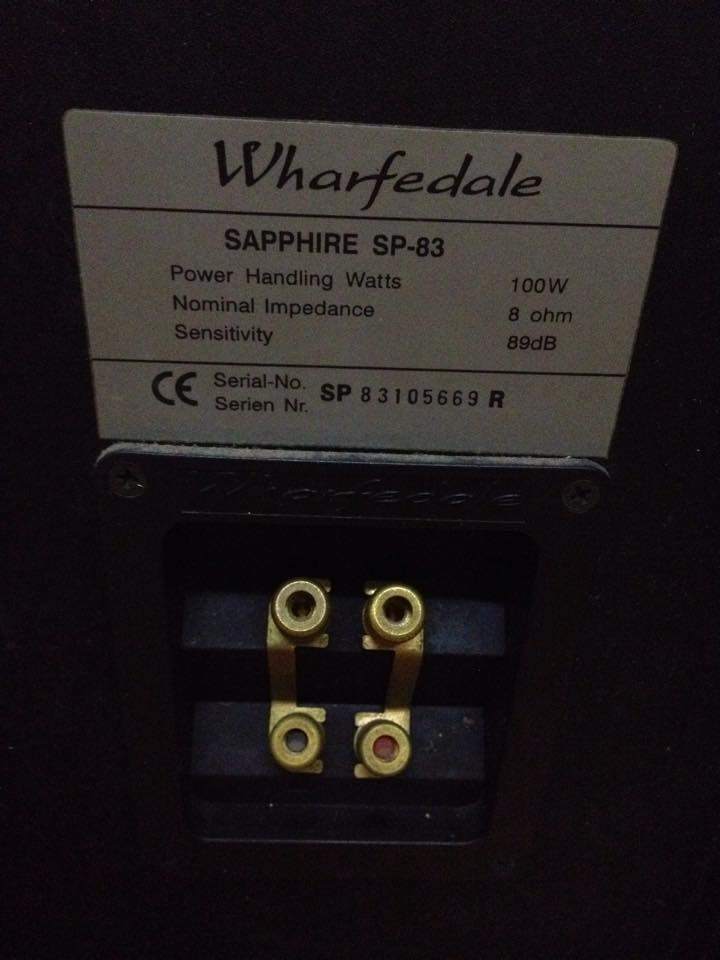 Wharfedale
SAPPHIRE SP-83
Power Handling Watts 100W
Nominal Impedance 8 ohm
Sensitivity 89dB
CE Serial-No. SP 83105669 R
Serien Nr.
Wharfedale